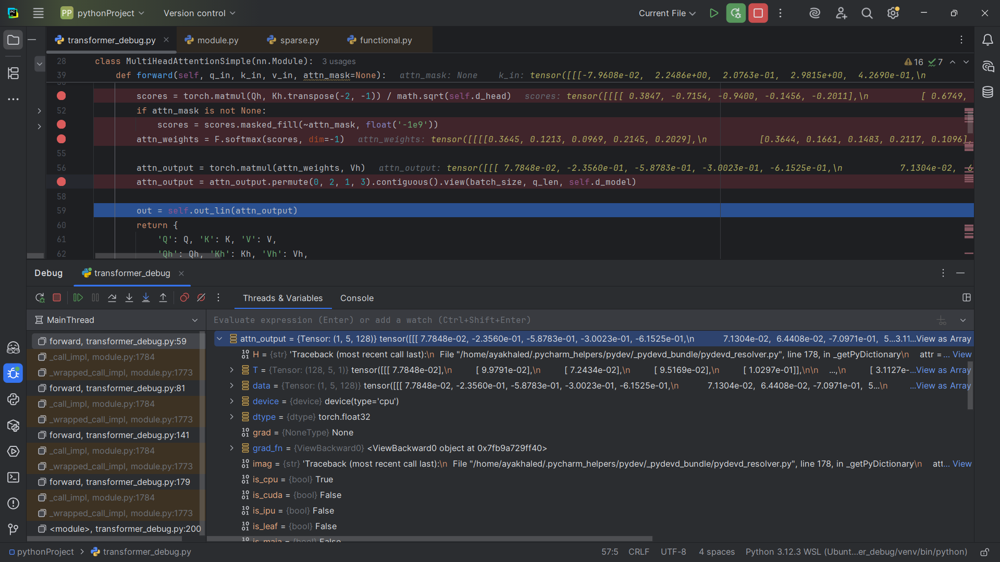 PP pythonProject Version control Current File
transformer_debug.py module.py sparse.py functional.py
28 class MultiHeadAttentionSimple(nn.Module): 3 usages 16 7
39 def forward(self, q_in, k_in, v_in, attn_mask=None): attn_mask: None k_in: tensor([[[-7.9608e-02, 2.2486e+00, 2.0763e-01, 2.9815e+00, 4.2690e-01,\n
scores = torch.matmul(Qh, Kh.transpose(-2, -1)) / math.sqrt(self.d_head) scores: tensor([[[[ 0.3847, -0.7154, -0.9400, -0.1456, -0.2011],\n [ 0.6749,
52 if attn_mask is not None:
scores = scores.masked_fill(~attn_mask, float('-1e9'))
attn_weights = F.softmax(scores, dim=-1) attn_weights: tensor([[[[0.3645, 0.1213, 0.0969, 0.2145, 0.2029],\n [0.3644, 0.1661, 0.1483, 0.2117, 0.1096],
55
56 attn_output = torch.matmul(attn_weights, Vh) attn_output: tensor([[[ 7.7848e-02, -2.3560e-01, -5.8783e-01, -3.0023e-01, -6.1525e-01,\n 7.1304e-02, 6
attn_output = attn_output.permute(0, 2, 1, 3).contiguous().view(batch_size, q_len, self.d_model)
58
59 out = self.out_lin(attn_output)
60 return {
61 'Q': Q, 'K': K, 'V': V,
62 'Qh': Qh, 'Kh': Kh, 'Vh': Vh,
Debug transformer_debug
Threads & Variables Console
MainThread Evaluate expression (Enter) or add a watch (Ctrl+Shift+Enter)
forward, transformer_debug.py:59
_call_impl, module.py:1784
_wrapped_call_impl, module.py:1773
forward, transformer_debug.py:81
_call_impl, module.py:1784
_wrapped_call_impl, module.py:1773
forward, transformer_debug.py:141
_call_impl, module.py:1784
_wrapped_call_impl, module.py:1773
forward, transformer_debug.py:179
_call_impl, module.py:1784
_wrapped_call_impl, module.py:1773
<module>, transformer_debug.py:200
attn_output = {Tensor: (1, 5, 128)} tensor([[[ 7.7848e-02, -2.3560e-01, -5.8783e-01, -3.0023e-01, -6.1525e-01,\n 7.1304e-02, 6.4408e-02, -7.0971e-01, 5...3.11...View as Array
H = {str} 'Traceback (most recent call last):\n File "/home/ayakhaled/.pycharm_helpers/pydev/_pydevd_bundle/pydevd_resolver.py", line 178, in _getPyDictionary\n attr =... View
T = {Tensor: (128, 5, 1)} tensor([[[ 7.7848e-02],\n [ 9.9791e-02],\n [ 7.2434e-02],\n [ 9.5169e-02],\n [ 1.0297e-01]],\n\n ...,\n [ 3.1127e-...View as Array
data = {Tensor: (1, 5, 128)} tensor([[[ 7.7848e-02, -2.3560e-01, -5.8783e-01, -3.0023e-01, -6.1525e-01,\n 7.1304e-02, 6.4408e-02, -7.0971e-01, 5...\n ...View as Array
device = {device} device(type='cpu')
dtype = {dtype} torch.float32
grad = {NoneType} None
grad_fn = {ViewBackward0} <ViewBackward0 object at 0x7fb9a729ff40>
imag = {str} 'Traceback (most recent call last):\n File "/home/ayakhaled/.pycharm_helpers/pydev/_pydevd_bundle/pydevd_resolver.py", line 178, in _getPyDictionary\n att... View
is_cpu = {bool} True
is_cuda = {bool} False
is_ipu = {bool} False
is_leaf = {bool} False
is_maia = {bool} False
pythonProject transformer_debug.py 57:5 CRLF UTF-8 4 spaces Python 3.12.3 WSL (Ubunt...er_debug/venv/bin/python)